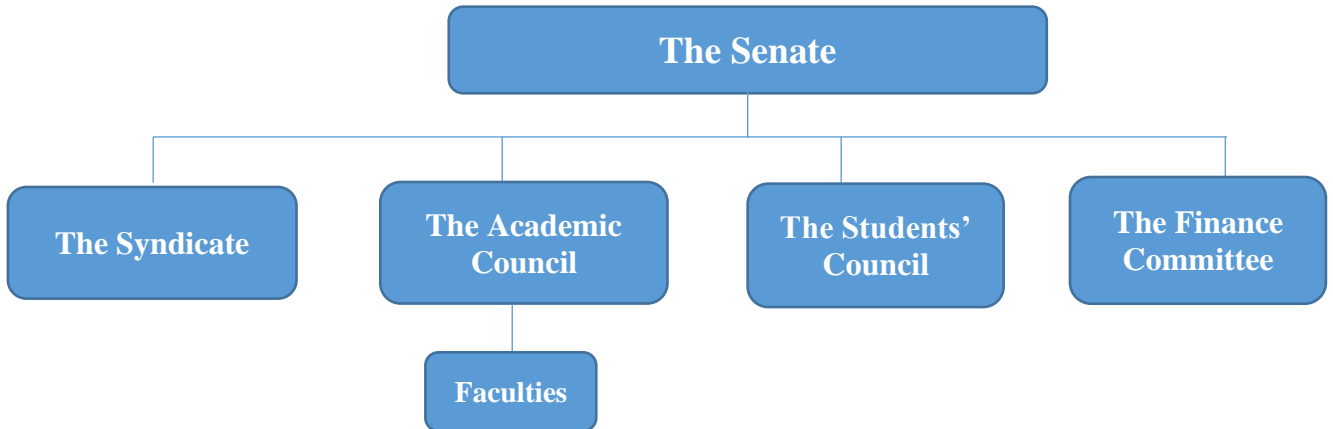 The Senate
The Syndicate
The Academic
Council
The Students’
Council
The Finance
Committee
Faculties